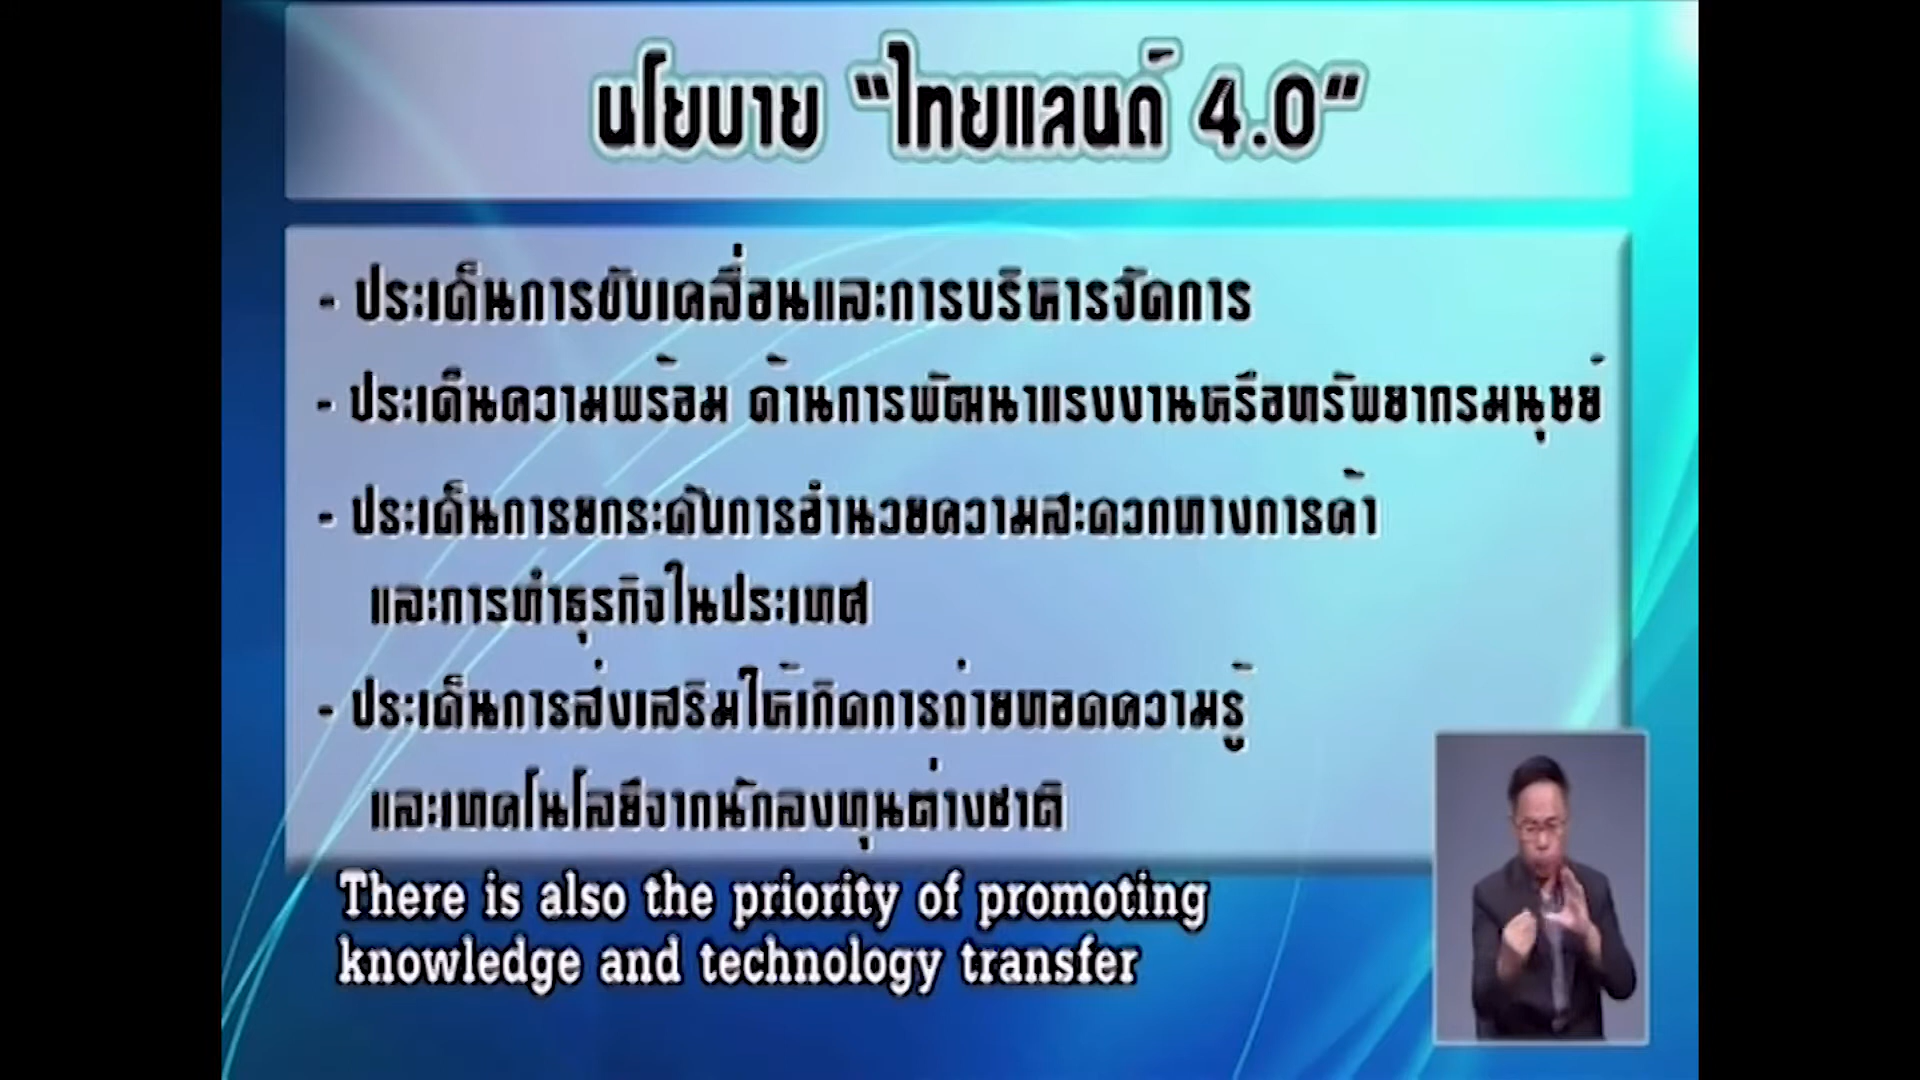 นโยบาย “ไทยแลนด์ 4.0”
- ประเด็นการขับเคลื่อนและการบริหารจัดการ
- ประเด็นความพร้อม ด้านการพัฒนาแรงงานหรือทรัพยากรมนุษย์
- ประเด็นการยกระดับการอำนวยความสะดวกทางการค้า
และการทำธุรกิจในประเทศ
- ประเด็นการส่งเสริมให้เกิดการถ่ายทอดความรู้
และเทคโนโลยีจากนักลงทุนต่างชาติ
There is also the priority of promoting
knowledge and technology transfer